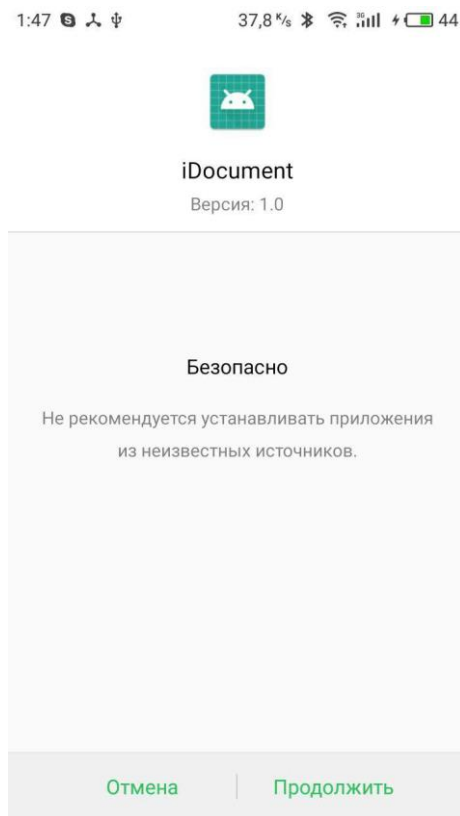 1:47 37,8 K/s 3G 44
iDocument
Версия: 1.0
Безопасно
Не рекомендуется устанавливать приложения
из неизвестных источников.
Отмена Продолжить